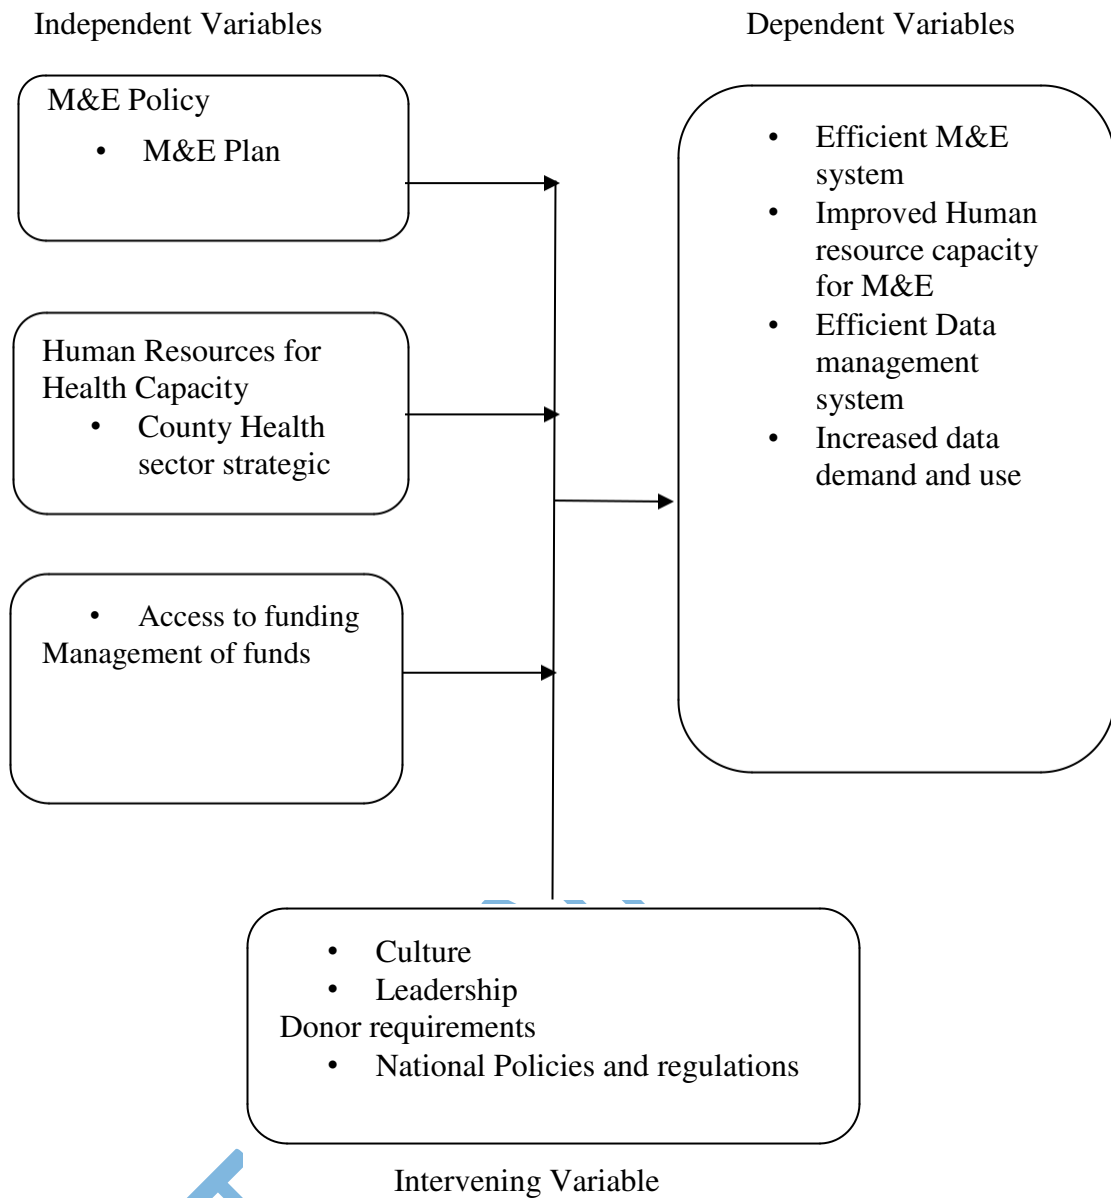 Independent Variables
Dependent Variables
M&E Policy
• M&E Plan
Human Resources for
Health Capacity
• County Health
sector strategic
• Access to funding
Management of funds
• Efficient M&E
system
• Improved Human
resource capacity
for M&E
• Efficient Data
management
system
• Increased data
demand and use
• Culture
• Leadership
Donor requirements
• National Policies and regulations
Intervening Variable